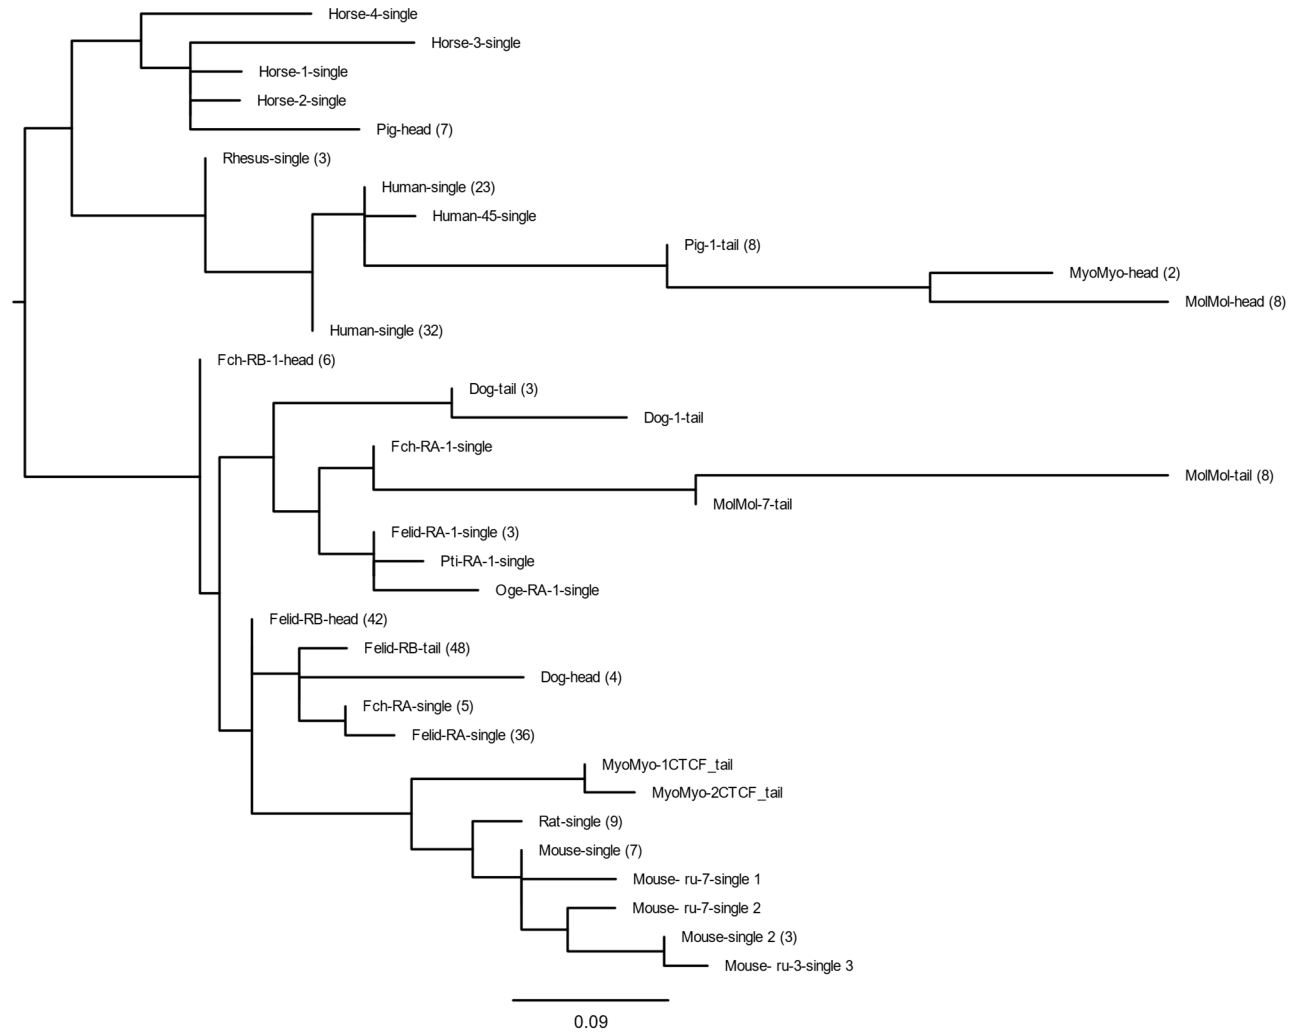 Horse-4-single
Horse-3-single
Horse-1-single
Horse-2-single
Pig-head (7)
Rhesus-single (3)
Human-single (23)
Human-45-single
Pig-1-tail (8)
MyoMyo-head (2)
MolMol-head (8)
Human-single (32)
Fch-RB-1-head (6)
Dog-tail (3)
Dog-1-tail
Fch-RA-1-single
MolMol-tail (8)
MolMol-7-tail
Felid-RA-1-single (3)
Pti-RA-1-single
Oge-RA-1-single
Felid-RB-head (42)
Felid-RB-tail (48)
Dog-head (4)
Fch-RA-single (5)
Felid-RA-single (36)
MyoMyo-1CTCF_tail
MyoMyo-2CTCF_tail
Rat-single (9)
Mouse-single (7)
Mouse- ru-7-single 1
Mouse- ru-7-single 2
Mouse-single 2 (3)
Mouse- ru-3-single 3
0.09